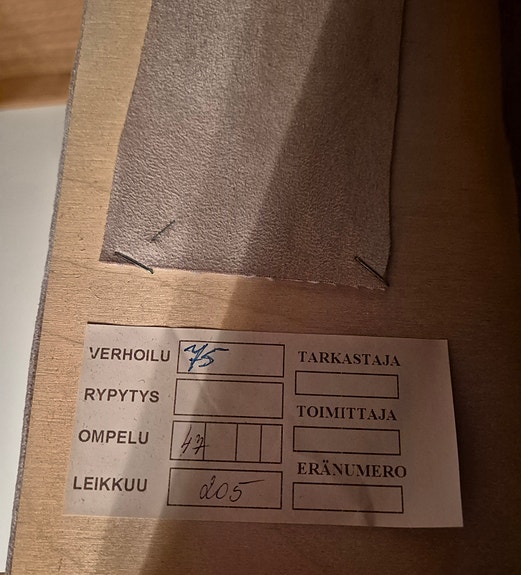 VERHOILU 75
RYPYTYS
OMPELU 47
LEIKKUU 205
TARKASTAJA
TOIMITTAJA
ERÄNUMERO